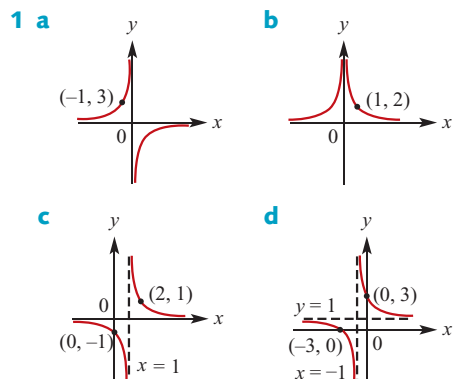 1 a
y
(–1, 3)
x
0
b
y
(1, 2)
x
0
c
y
0
(2, 1)
x
(0, –1)
x = 1
d
y
(0, 3)
y = 1
x
(–3, 0)
0
x = –1